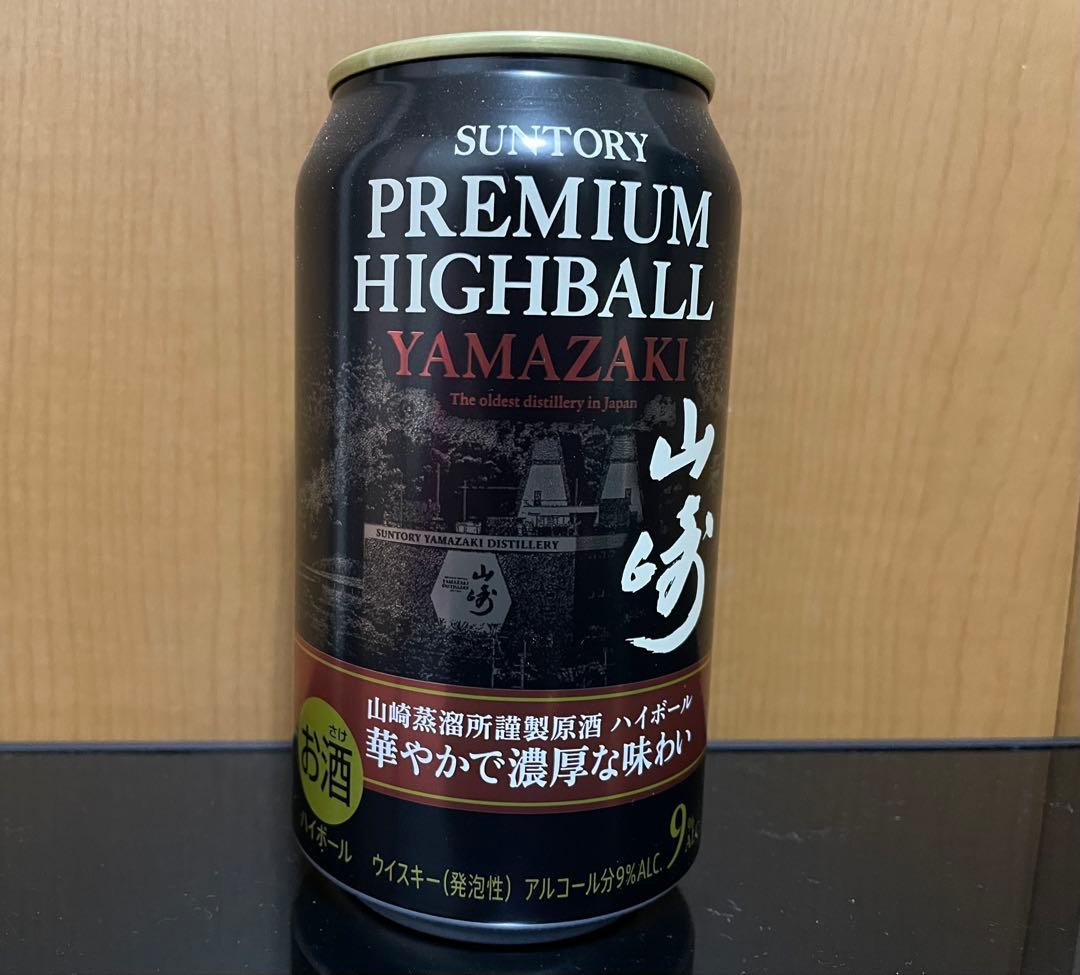 SUNTORY
PREMIUM
HIGHBALL
YAMAZAKI
The oldest distillery in Japan
山崎
SUNTORY YAMAZAKI DISTILLERY
山崎
山崎蒸溜所謹製原酒 ハイボール
華やかで濃厚な味わい
さけ
お酒
ハイボール
ウイスキー(発泡性) アルコール分9%ALC.
9%